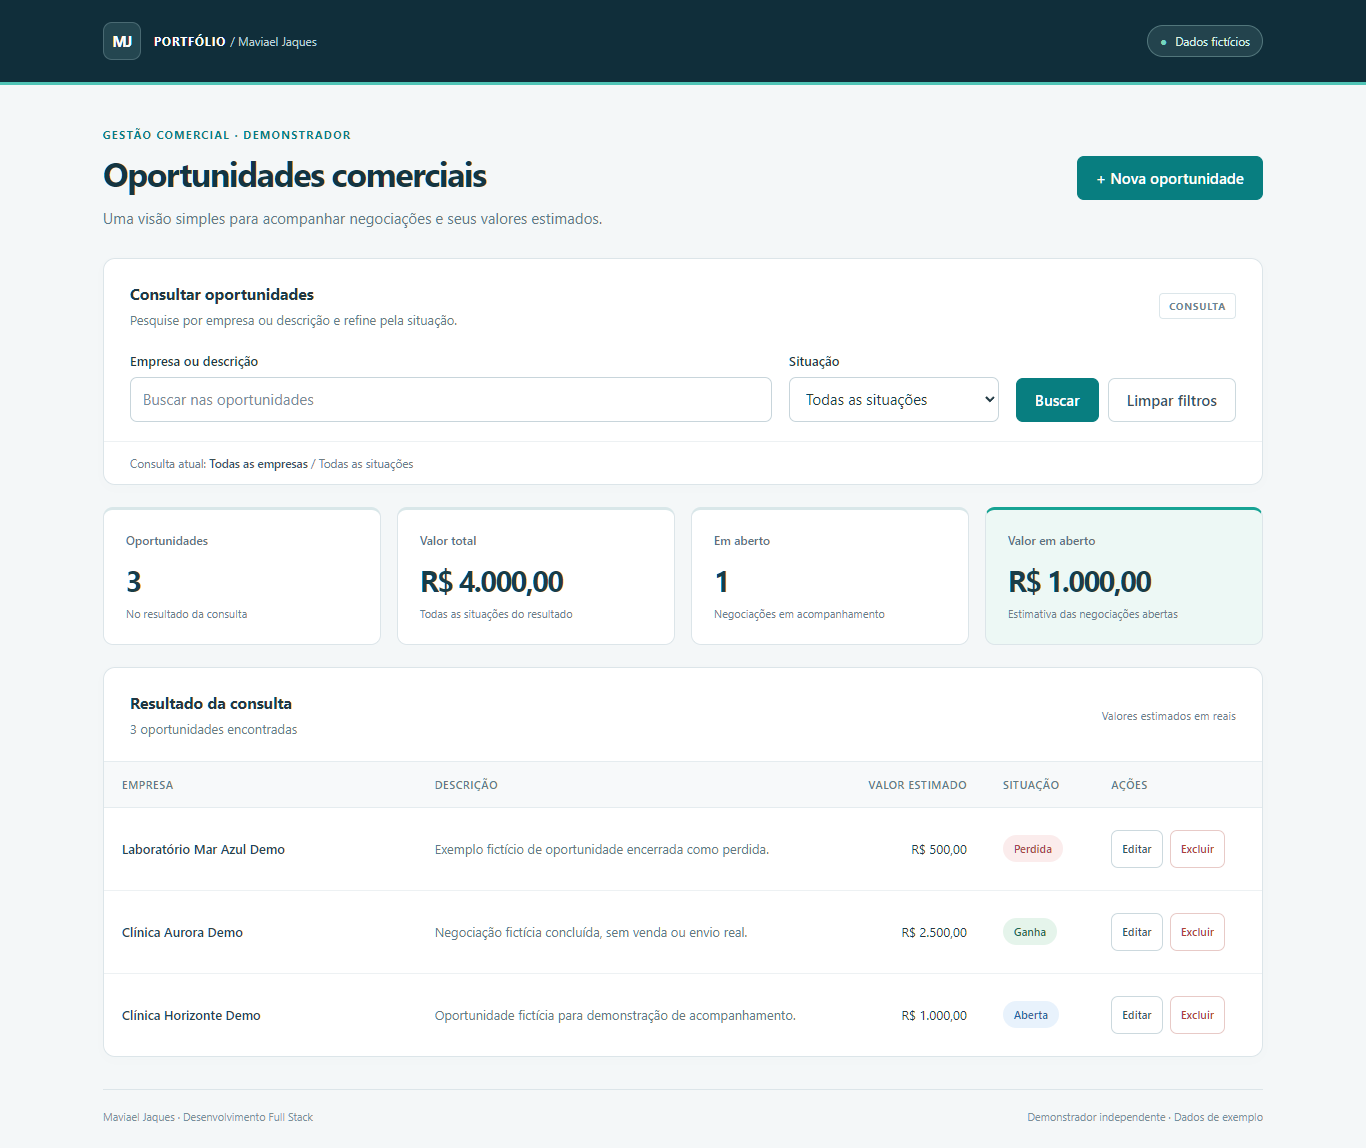 MJ PORTFÓLIO / Maviael Jaques
Dados fictícios
GESTÃO COMERCIAL · DEMONSTRADOR
Oportunidades comerciais
+ Nova oportunidade
Uma visão simples para acompanhar negociações e seus valores estimados.
Consultar oportunidades
Pesquise por empresa ou descrição e refine pela situação.
CONSULTA
Empresa ou descrição
Situação
Buscar nas oportunidades
Todas as situações
Buscar
Limpar filtros
Consulta atual: Todas as empresas / Todas as situações
Oportunidades
3
No resultado da consulta
Valor total
R$ 4.000,00
Todas as situações do resultado
Em aberto
1
Negociações em acompanhamento
Valor em aberto
R$ 1.000,00
Estimativa das negociações abertas
Resultado da consulta
3 oportunidades encontradas
Valores estimados em reais
EMPRESA DESCRIÇÃO VALOR ESTIMADO SITUAÇÃO AÇÕES
Laboratório Mar Azul Demo Exemplo fictício de oportunidade encerrada como perdida. R$ 500,00 Perdida Editar Excluir
Clínica Aurora Demo Negociação fictícia concluída, sem venda ou envio real. R$ 2.500,00 Ganha Editar Excluir
Clínica Horizonte Demo Oportunidade fictícia para demonstração de acompanhamento. R$ 1.000,00 Aberta Editar Excluir
Maviael Jaques · Desenvolvimento Full Stack
Demonstrador independente · Dados de exemplo